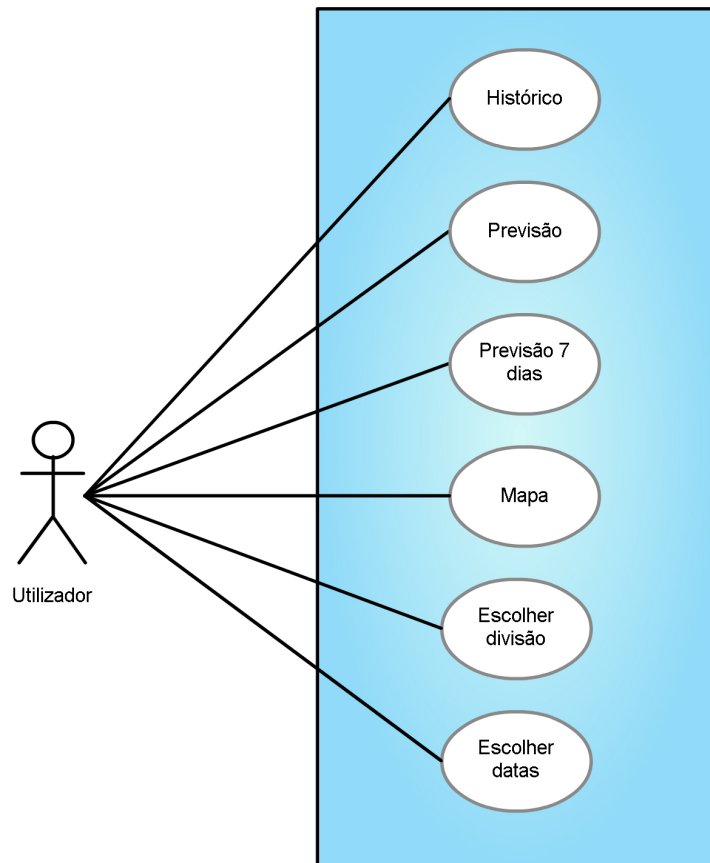 Histórico
Previsão
Previsão 7
dias
Mapa
Utilizador
Escolher
divisão
Escolher
datas